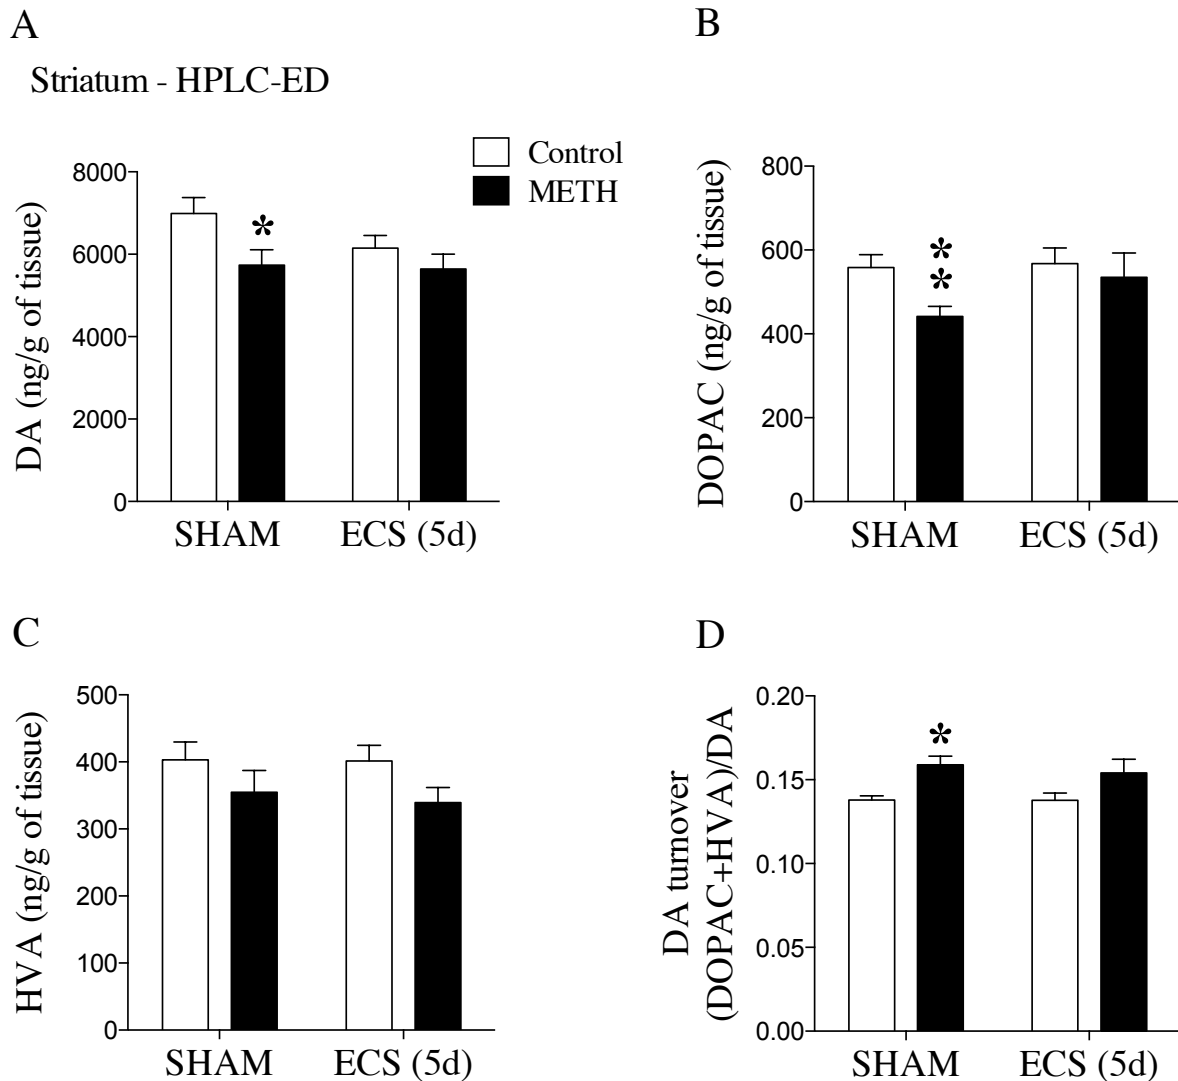 A
Striatum - HPLC-ED
Control
METH
DA (ng/g of tissue)
8000
6000
4000
2000
0
*
SHAM
ECS (5d)
B
DOPAC (ng/g of tissue)
800
600
400
200
0
*
*
SHAM
ECS (5d)
C
HVA (ng/g of tissue)
500
400
300
200
100
0
SHAM
ECS (5d)
D
DA turnover
(DOPAC+HVA)/DA
0.20
0.15
0.10
0.05
0.00
*
SHAM
ECS (5d)